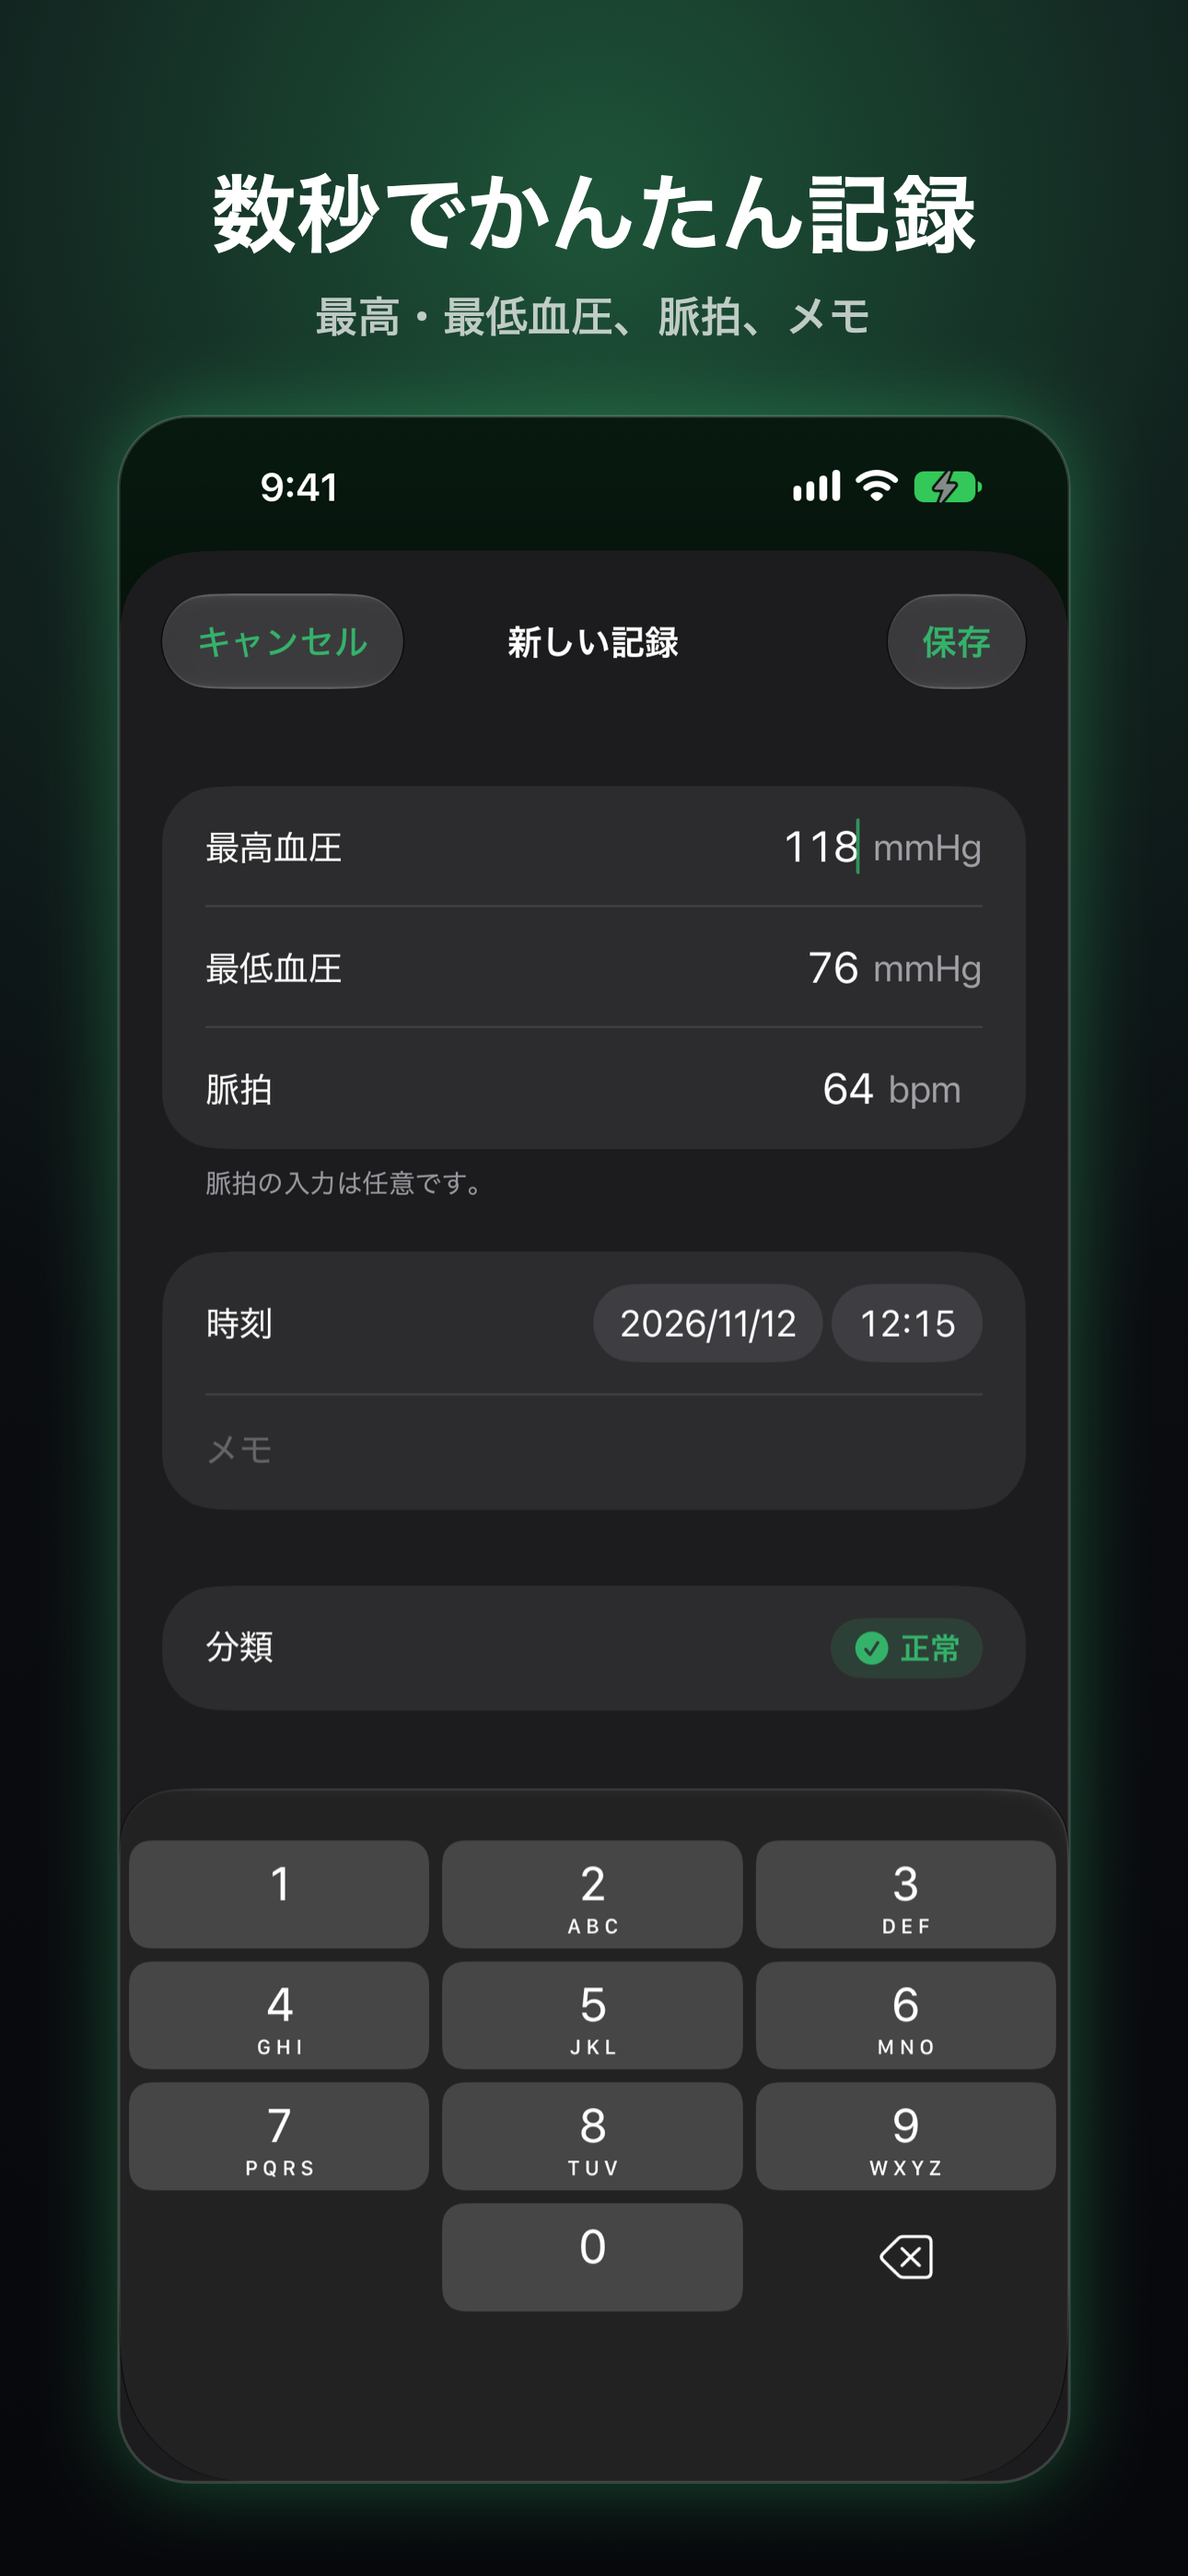 数秒でかんたん記録
最高・最低血圧、脈拍、メモ
9:41
キャンセル 新しい記録 保存
最高血圧 118 mmHg
最低血圧 76 mmHg
脈拍 64 bpm
脈拍の入力は任意です。
時刻 2026/11/12 12:15
メモ
分類 正常
1 2 3
ABC DEF
4 5 6
GHI JKL MNO
7 8 9
PQRS TUV WXYZ
0